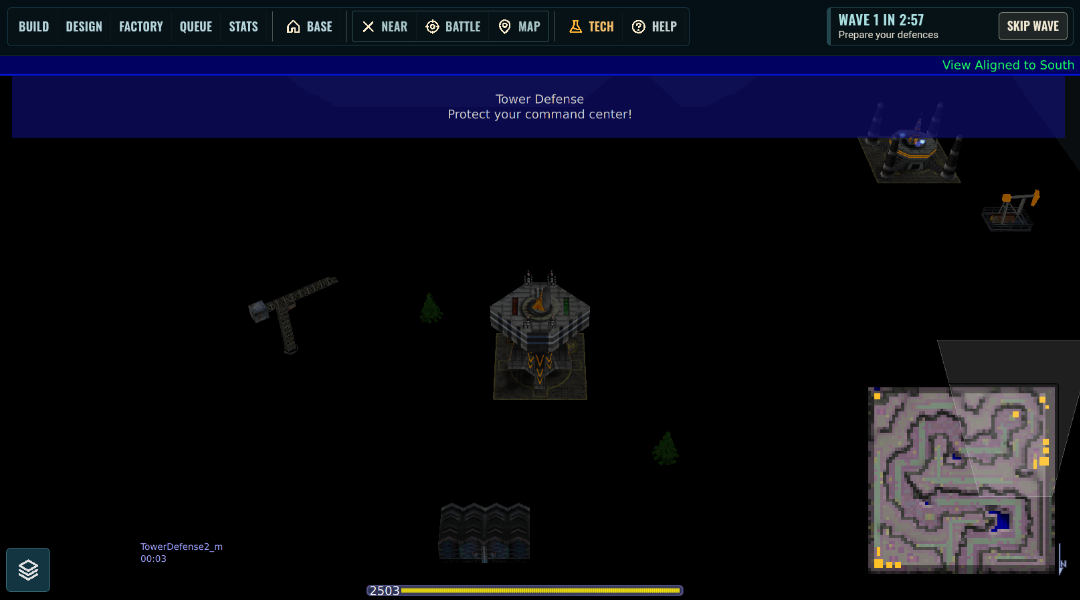 BUILD DESIGN FACTORY QUEUE STATS BASE NEAR BATTLE MAP TECH HELP
WAVE 1 IN 2:57
Prepare your defences
SKIP WAVE
View Aligned to South
Tower Defense
Protect your command center!
TowerDefense2_m
00:03
N
2503